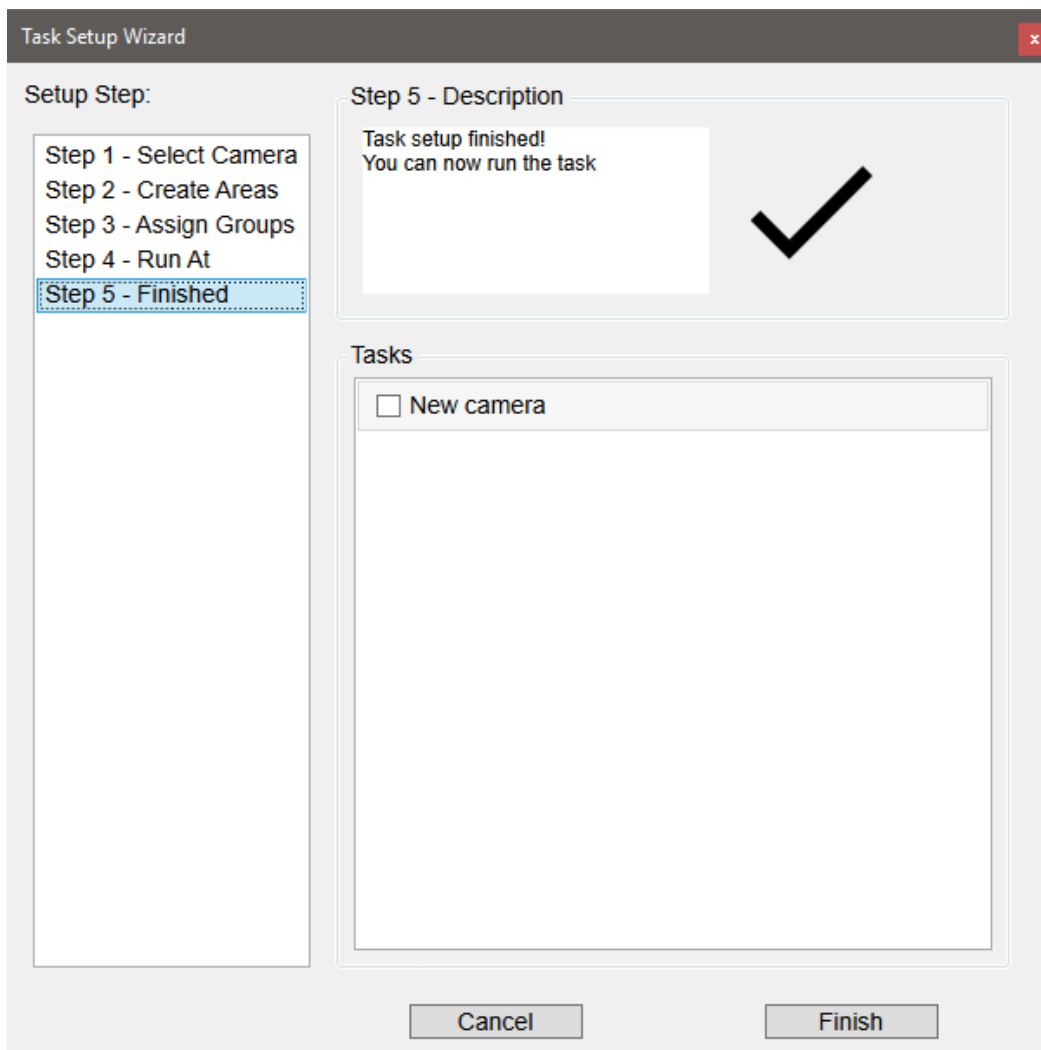 Task Setup Wizard
x
Setup Step:
Step 1 - Select Camera
Step 2 - Create Areas
Step 3 - Assign Groups
Step 4 - Run At
Step 5 - Finished
Step 5 - Description
Task setup finished!
You can now run the task
Tasks
New camera
Cancel
Finish